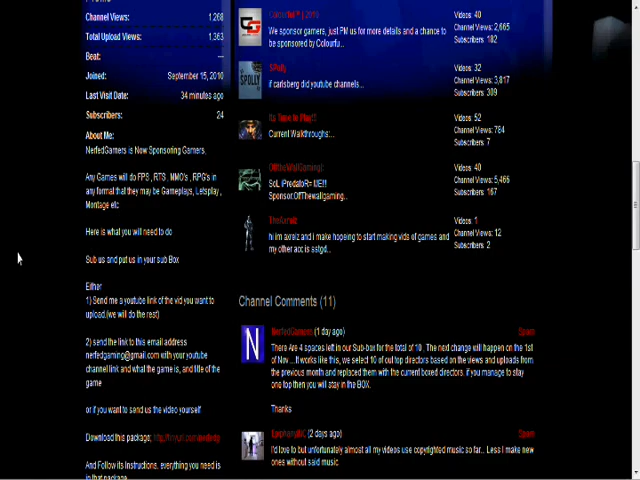 Channel Views: 1,268
Total Upload Views: 1,363
Beat: ---
Joined: September 15, 2010
Last Visit Date: 34 minutes ago
Subscribers: 24
About Me:
NerfedGamers is Now Sponsoring Gamers,
Any Games will do FPS , RTS . MMO's , RPG's in
any format that they may be Gameplays, Letsplay ,
Montage etc
Here is what you will need to do
Sub us and put us in your sub Box
Either
1) Send me a youtube link of the vid you want to
upload,(we will do the rest)
2) send the link to this email address
nerfedgaming@gmail.com with your youtube
channel link and what the game is, and title of the
game
or if you want to send us the video yourself
Download this package;
And Follow its Instructions. everything you need is
in that package
We sponsor gamers, just PM us for more details and a chance to
be sponsored by Colourfu...
Videos: 40
Channel Views: 2,665
Subscribers: 182
Spolly
if carlsberg did youtube channels...
Videos: 32
Channel Views: 3,817
Subscribers: 309
Its Time to Play!!
Current Walkthroughs:..
Videos: 52
Channel Views: 784
Subscribers: 7
OffTheWallGaming|
SoL iPredatoR= ME!!!
Sponsor.OffThewallgaming..
Videos: 40
Channel Views: 5,466
Subscribers: 167
hi im axrelz and i make hopeing to start making vids of games and
my other acc is sstgd...
Videos: 1
Channel Views: 12
Subscribers: 2
Channel Comments (11)
NerfedGamers (1 day ago) Spam
There Are 4 spaces left in our Sub-box for the total of 10 . The next change will happen on the 1st
of Nov ... It works like this, we select 10 of our top directors based on the views and uploads from
the previous month and replaced them with the current boxed directors. if you manage to stay
one top then you will stay in the BOX.
Thanks
(2 days ago) Spam
I'd love to but unfortunately almost all my videos use copyrighted music so far... Less I make new
ones without said music
N